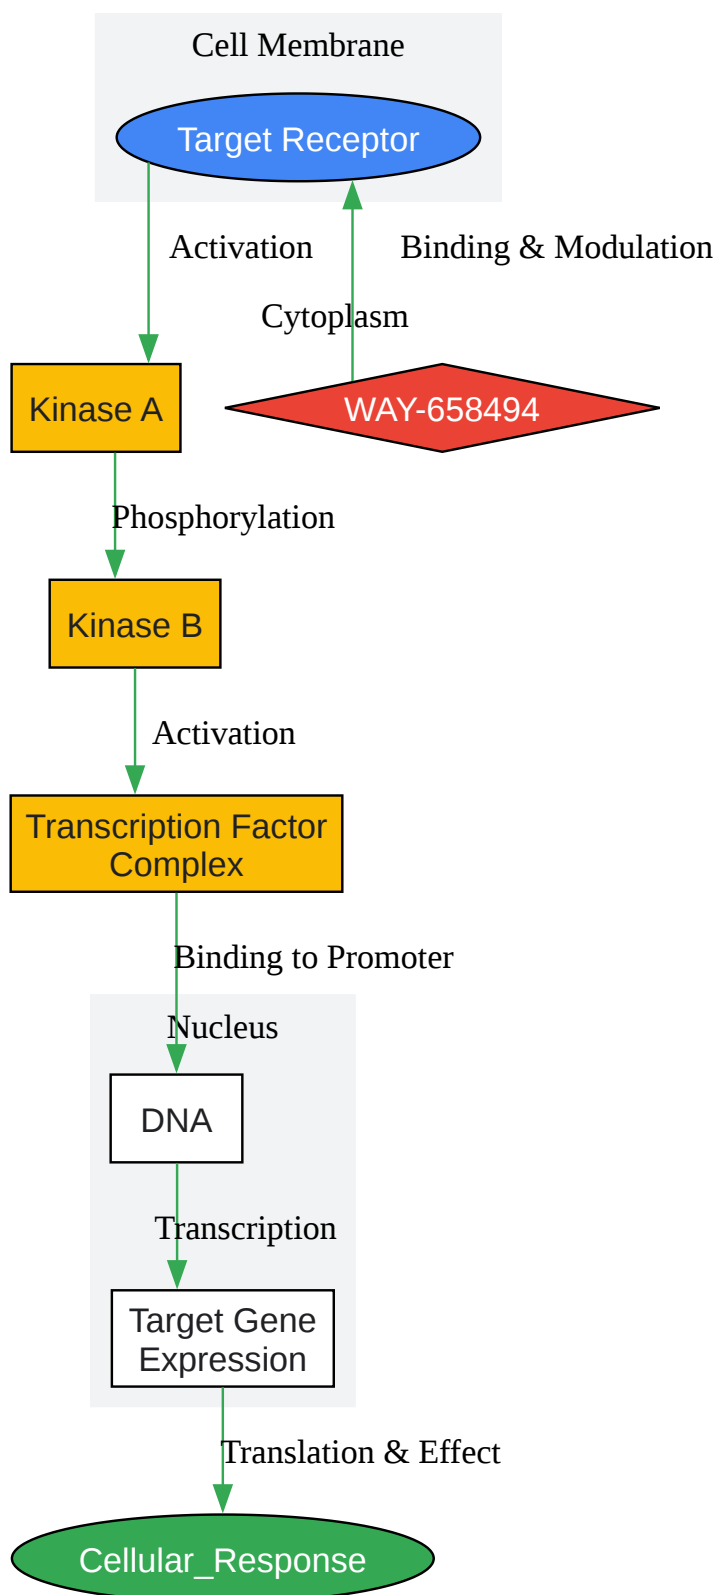 Cell Membrane
Target Receptor
Activation
Binding & Modulation
Cytoplasm
Kinase A
WAY-658494
Phosphorylation
Kinase B
Activation
Transcription Factor
Complex
Binding to Promoter
Nucleus
DNA
Transcription
Target Gene
Expression
Translation & Effect
Cellular_Response